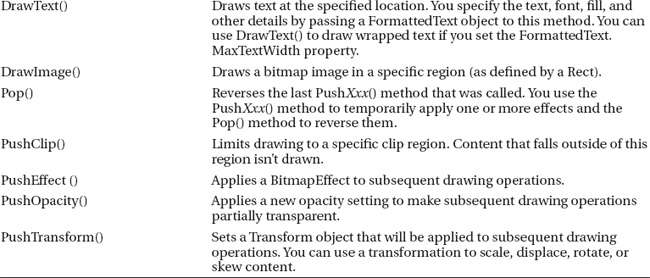 DrawText() Draws text at the specified location. You specify the text, font, fill, and
other details by passing a FormattedText object to this method. You can
use DrawText() to draw wrapped text if you set the FormattedText.
MaxTextWidth property.
DrawImage() Draws a bitmap image in a specific region (as defined by a Rect).
Pop() Reverses the last PushXxx() method that was called. You use the
PushXxx() method to temporarily apply one or more effects and the
Pop() method to reverse them.
PushClip() Limits drawing to a specific clip region. Content that falls outside of this
region isn't drawn.
PushEffect () Applies a BitmapEffect to subsequent drawing operations.
PushOpacity() Applies a new opacity setting to make subsequent drawing operations
partially transparent.
PushTransform() Sets a Transform object that will be applied to subsequent drawing
operations. You can use a transformation to scale, displace, rotate, or
skew content.